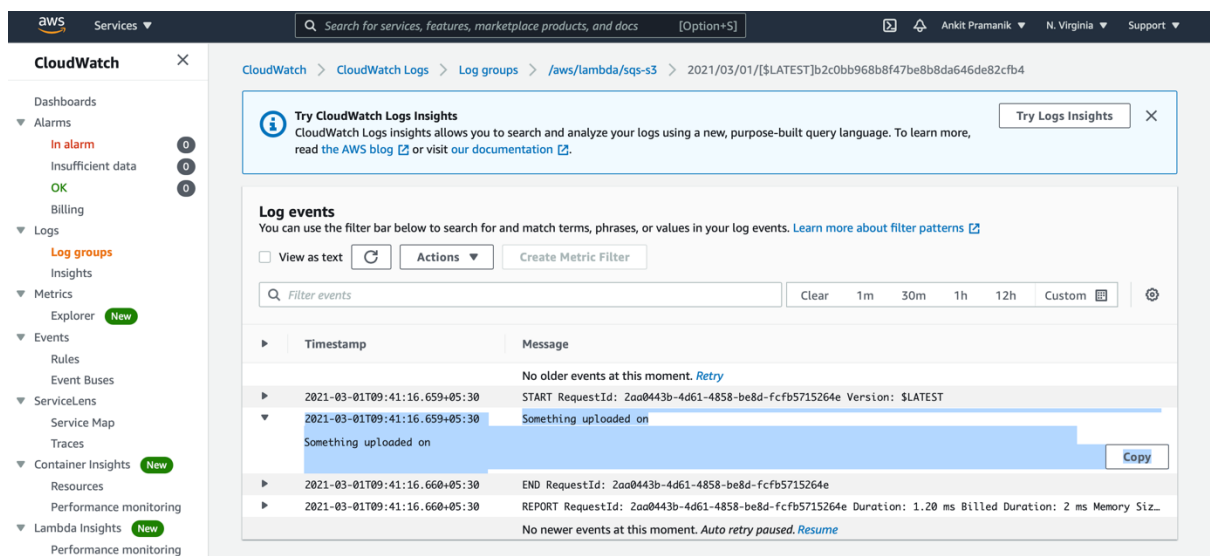 aws Services ▼ Search for services, features, marketplace products, and docs [Option+S] Ankit Pramanik ▼ N. Virginia ▼ Support ▼
CloudWatch
Dashboards
Alarms
In alarm 0
Insufficient data 0
OK 0
Billing
Logs
Log groups
Insights
Metrics
Explorer New
Events
Rules
Event Buses
ServiceLens
Service Map
Traces
Container Insights New
Resources
Performance monitoring
Lambda Insights New
Performance monitoring
CloudWatch > CloudWatch Logs > Log groups > /aws/lambda/sqs-s3 > 2021/03/01/[$LATEST]b2c0bb968b8f47be8b8da646de82cfb4
Try CloudWatch Logs Insights
CloudWatch Logs insights allows you to search and analyze your logs using a new, purpose-built query language. To learn more,
read the AWS blog or visit our documentation.
Try Logs Insights
Log events
You can use the filter bar below to search for and match terms, phrases, or values in your log events. Learn more about filter patterns
View as text Actions ▼ Create Metric Filter
Filter events Clear 1m 30m 1h 12h Custom
Timestamp Message
No older events at this moment. Retry
2021-03-01T09:41:16.659+05:30 START RequestId: 2aa0443b-4d61-4858-be8d-fcfb5715264e Version: $LATEST
2021-03-01T09:41:16.659+05:30 Something uploaded on
Something uploaded on
Copy
2021-03-01T09:41:16.660+05:30 END RequestId: 2aa0443b-4d61-4858-be8d-fcfb5715264e
2021-03-01T09:41:16.660+05:30 REPORT RequestId: 2aa0443b-4d61-4858-be8d-fcfb5715264e Duration: 1.20 ms Billed Duration: 2 ms Memory Siz…
No newer events at this moment. Auto retry paused. Resume